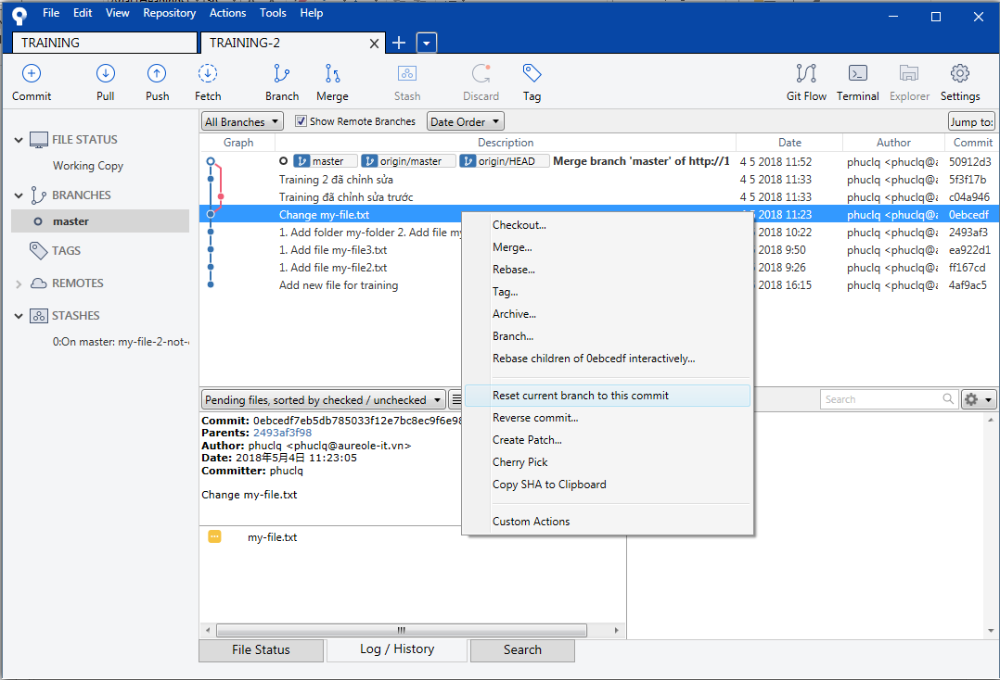 File Edit View Repository Actions Tools Help
TRAINING
TRAINING-2
Commit Pull Push Fetch Branch Merge Stash Discard Tag Git Flow Terminal Explorer Settings
All Branches Show Remote Branches Date Order Jump to:
Graph Description Date Author Commit
master origin/master origin/HEAD Merge branch 'master' of http://1 4 5 2018 11:52 phuclq <phuclq@a 50912d3
Training 2 đã chỉnh sửa 4 5 2018 11:33 phuclq <phuclq@a 5f3f17b
Training đã chỉnh sửa trước 4 5 2018 11:33 phuclq <phuclq@a c04a946
Change my-file.txt 5 2018 11:23 phuclq <phuclq@a 0ebcedf
1. Add folder my-folder 2. Add file my 5 2018 10:22 phuclq <phuclq@a 2493af3
1. Add file my-file3.txt 5 2018 9:50 phuclq <phuclq@a ea922d1
1. Add file my-file2.txt 5 2018 9:26 phuclq <phuclq@a ff167cd
Add new file for training 5 2018 16:15 phuclq <phuclq@a 4af9ac5
FILE STATUS
Working Copy
BRANCHES
master
TAGS
REMOTES
STASHES
0:On master: my-file-2-not-
Checkout...
Merge...
Rebase...
Tag...
Archive...
Branch...
Rebase children of 0ebcedf interactively...
Reset current branch to this commit
Reverse commit...
Create Patch...
Cherry Pick
Copy SHA to Clipboard
Custom Actions
Pending files, sorted by checked / unchecked
Search
Commit: 0ebcedf7eb5db785033f12e7bc8ec9f6e98
Parents: 2493af3f98
Author: phuclq <phuclq@aureole-it.vn>
Date: 2018年5月4日 11:23:05
Committer: phuclq
Change my-file.txt
my-file.txt
File Status Log / History Search